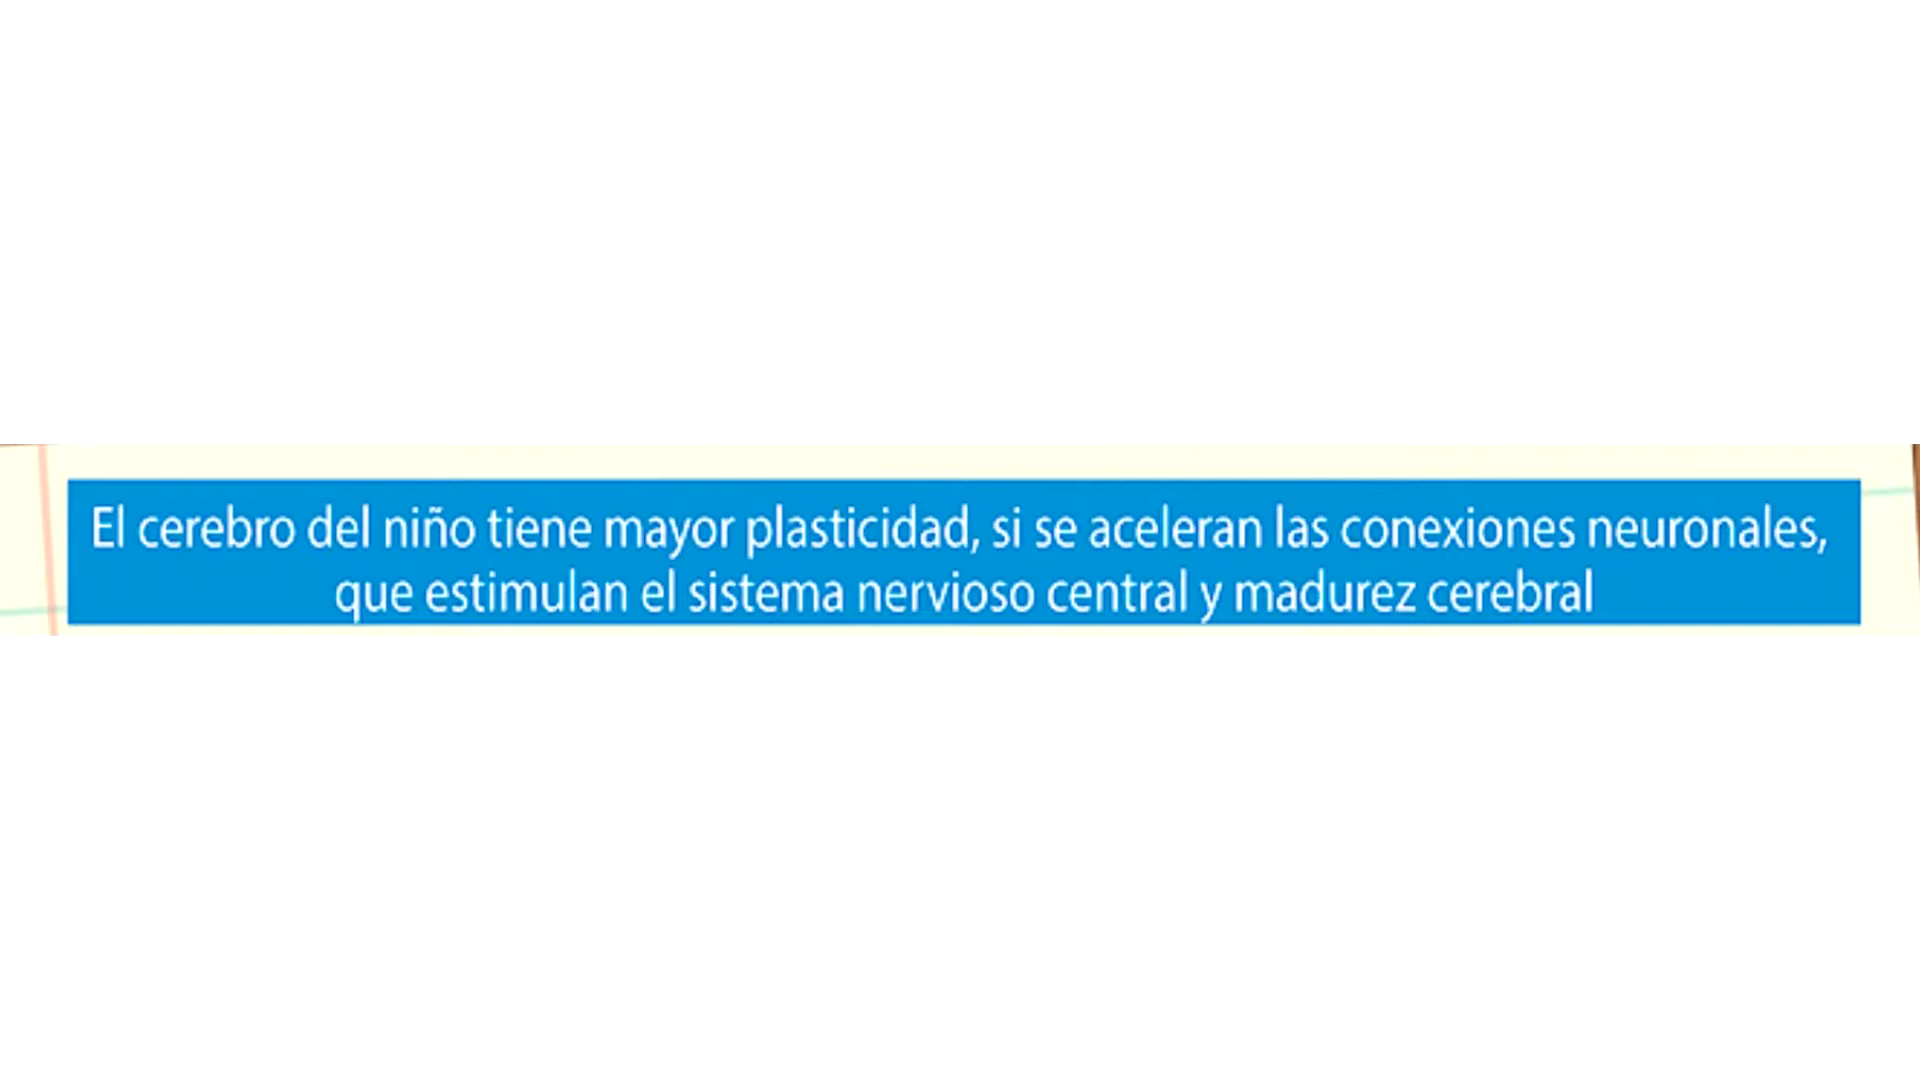 El cerebro del niño tiene mayor plasticidad, si se aceleran las conexiones neuronales,
que estimulan el sistema nervioso central y madurez cerebral